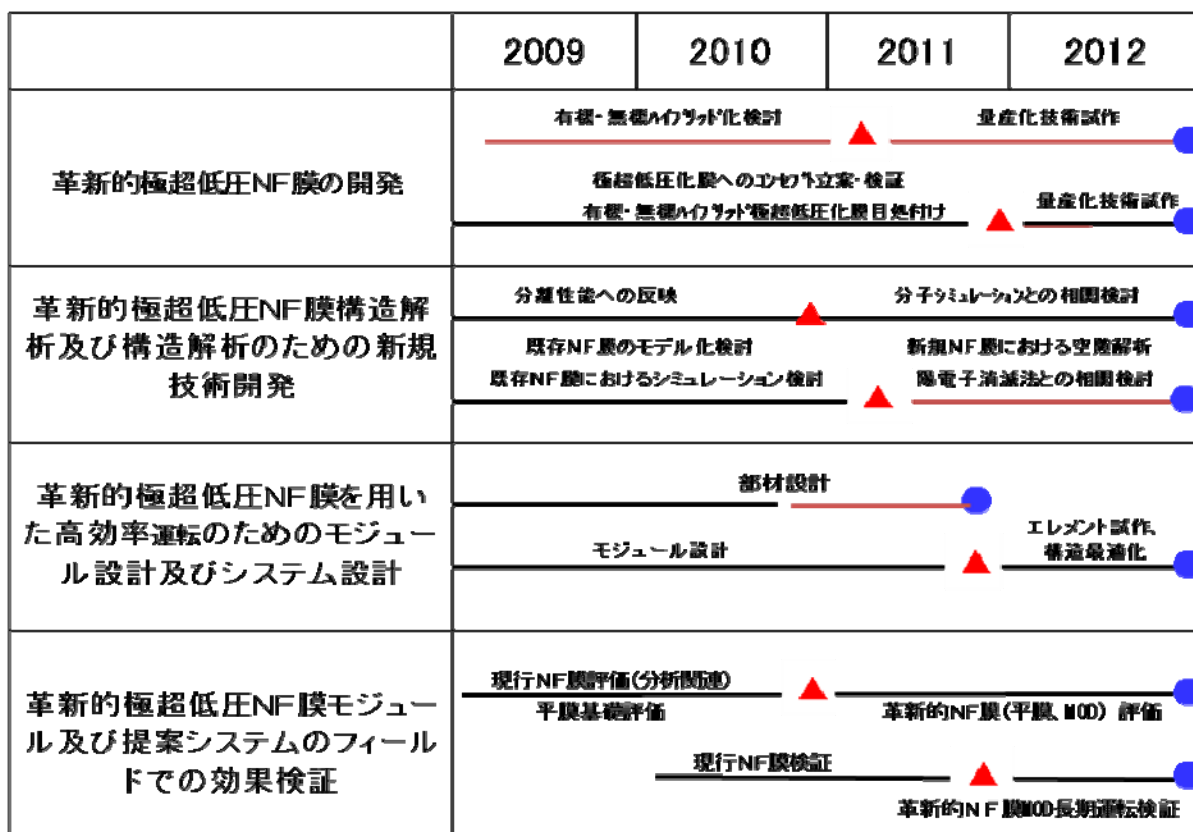 2009 2010 2011 2012
有機・無機ハイブリッド化検討 量産化技術試作
革新的極超低圧NF膜の開発
極超低圧化膜へのコンセプト立案・検証
有機・無機ハイブリッド極超低圧化膜目処付け 量産化技術試作
革新的極超低圧NF膜構造解
析及び構造解析のための新規
技術開発
分離性能への反映 分子シミュレーションとの相関検討
既存NF膜のモデル化検討 新規NF膜における空隙解析
既存NF膜におけるシミュレーション検討 陽電子消滅法との相関検討
革新的極超低圧NF膜を用い
た高効率運転のためのモジュー
ル設計及びシステム設計
部材設計
モジュール設計 エレメント試作、
構造最適化
革新的極超低圧NF膜モジュー
ル及び提案システムのフィール
ドでの効果検証
現行NF膜評価(分析関連)
平膜基礎評価 革新的NF膜(平膜、MOD) 評価
現行NF膜検証
革新的NF膜MOD長期運転検証